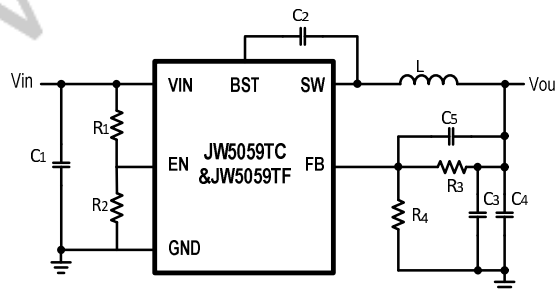 C2
Vin
VIN
BST
SW
L
Vou
R1
C5
C1
EN
JW5059TC
&JW5059TF
FB
R3
R2
R4
C3
C4
GND